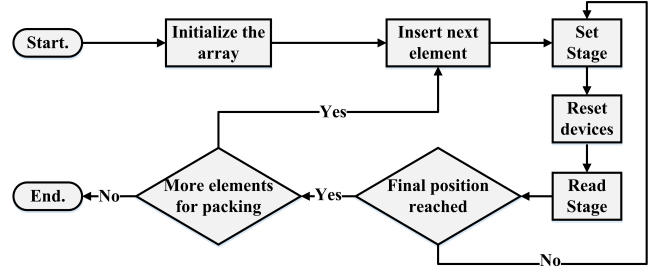 Start.
Initialize the
array
Insert next
element
Set
Stage
Reset
devices
Read
Stage
Final position
reached
Yes
No
More elements
for packing
Yes
No
End.